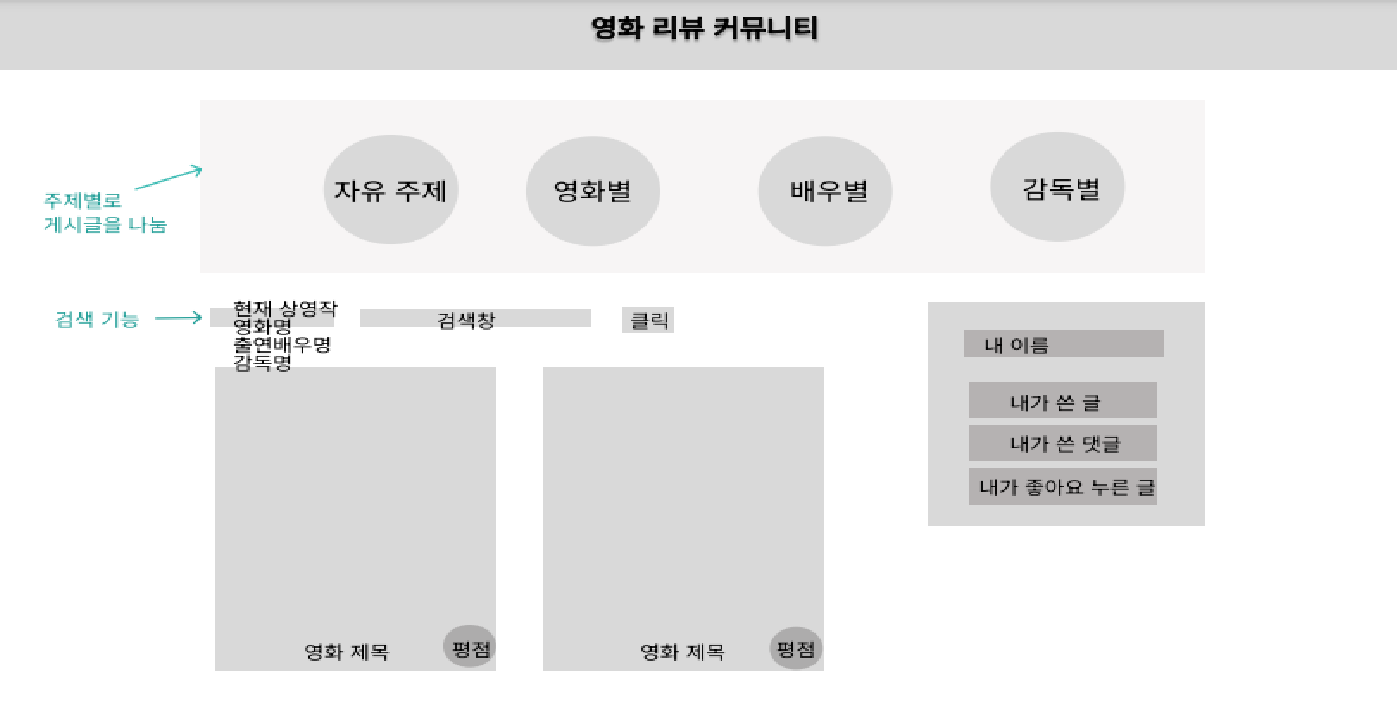 영화 리뷰 커뮤니티
자유 주제
영화별
배우별
감독별
주제별로
게시글을 나눔
검색 기능
현재 상영작
영화명
출연배우명
감독명
검색창
클릭
내 이름
내가 쓴 글
내가 쓴 댓글
내가 좋아요 누른 글
영화 제목
평점
영화 제목
평점